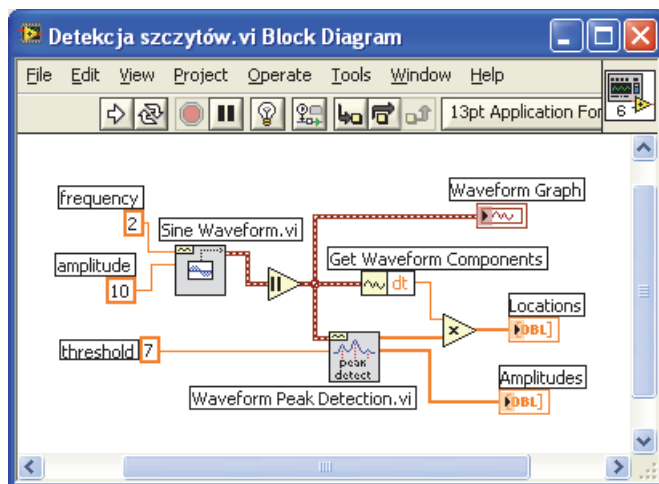 Detekcja szczytów.vi Block Diagram
File Edit View Project Operate Tools Window Help
13pt Application For
6
Waveform Graph
frequency
2
Sine Waveform.vi
Get Waveform Components
amplitude
10
dt
Locations
DBL]
threshold 7
peak
detect
Amplitudes
DBL]
Waveform Peak Detection.vi